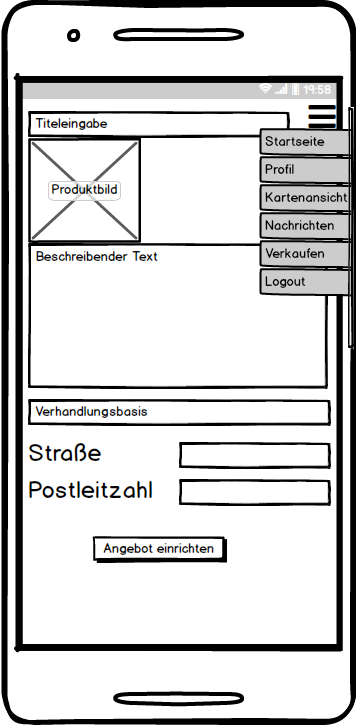 19:58
Titeleingabe
Startseite
Profil
Produktbild
Kartenansicht
Nachrichten
Verkaufen
Logout
Beschreibender Text
Verhandlungsbasis
Straße
Postleitzahl
Angebot einrichten